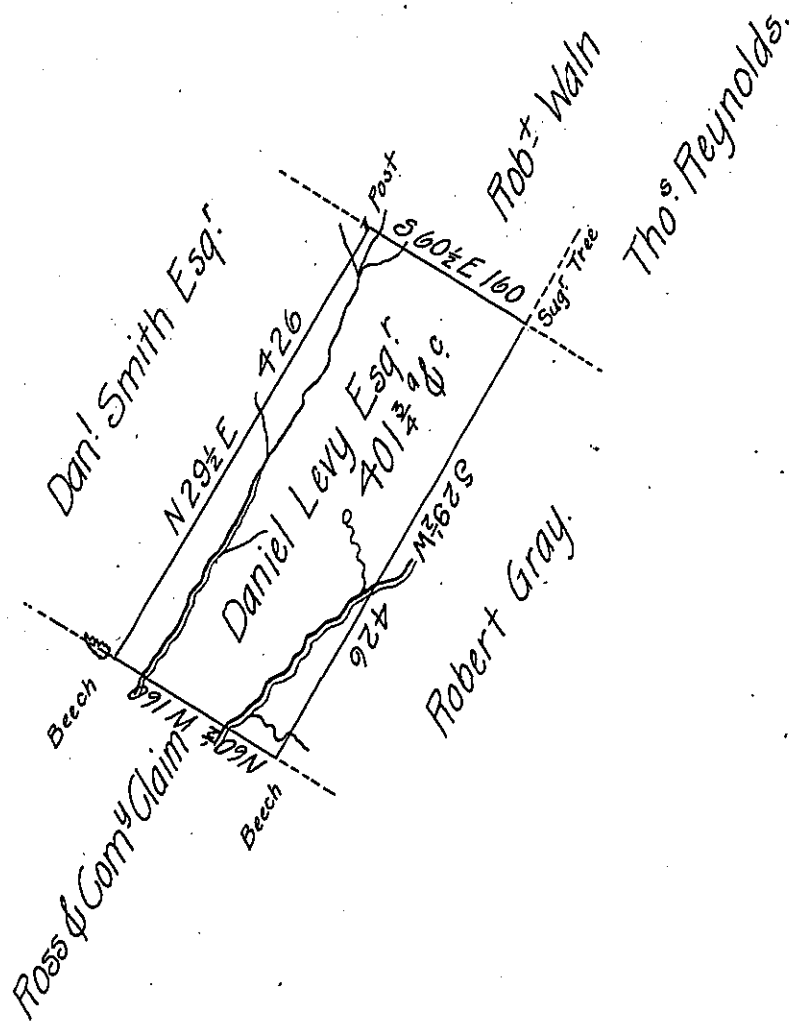 Rob.t Waln
Tho.s Reynolds.
Post
S 60½ E 160
Sug.r Tree
Dan.l Smith Esq.r
N 29½ E 426
Daniel Levy Esq.r
401¾ a & c.
S 29½ W
426
Robert Gray.
Beech
N 60½ W 160
Beech
Ross & Com.y Claim